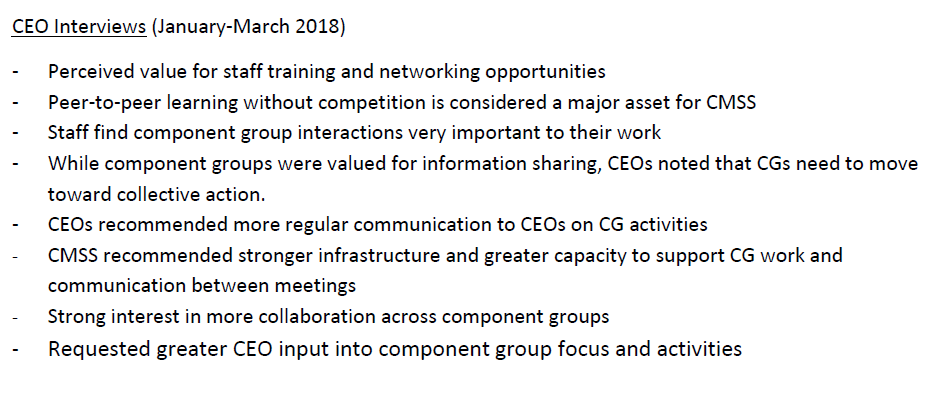 CEO Interviews (January-March 2018)
- Perceived value for staff training and networking opportunities
- Peer-to-peer learning without competition is considered a major asset for CMSS
- Staff find component group interactions very important to their work
- While component groups were valued for information sharing, CEOs noted that CGs need to move
toward collective action.
- CEOs recommended more regular communication to CEOs on CG activities
- CMSS recommended stronger infrastructure and greater capacity to support CG work and
communication between meetings
- Strong interest in more collaboration across component groups
- Requested greater CEO input into component group focus and activities